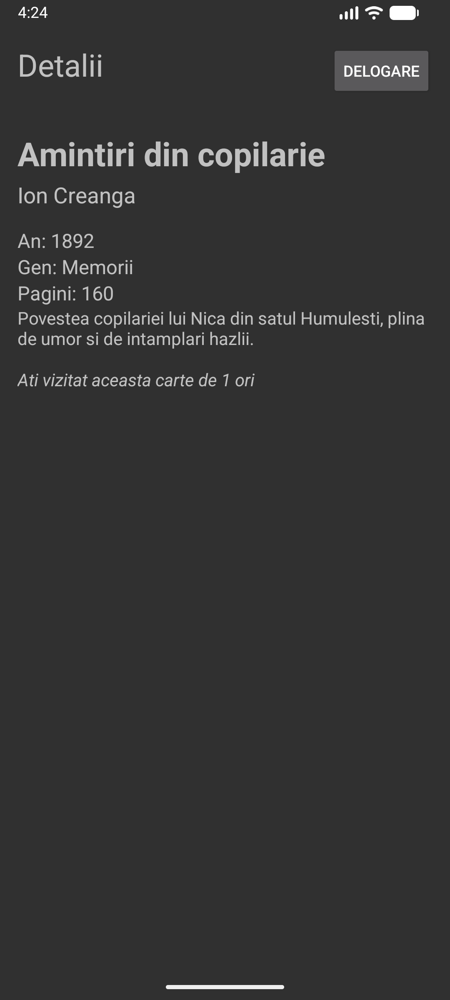 4:24
Detalii
DELOGARE
Amintiri din copilarie
Ion Creanga
An: 1892
Gen: Memorii
Pagini: 160
Povestea copilariei lui Nica din satul Humulesti, plina
de umor si de intamplari hazlii.
Ati vizitat aceasta carte de 1 ori